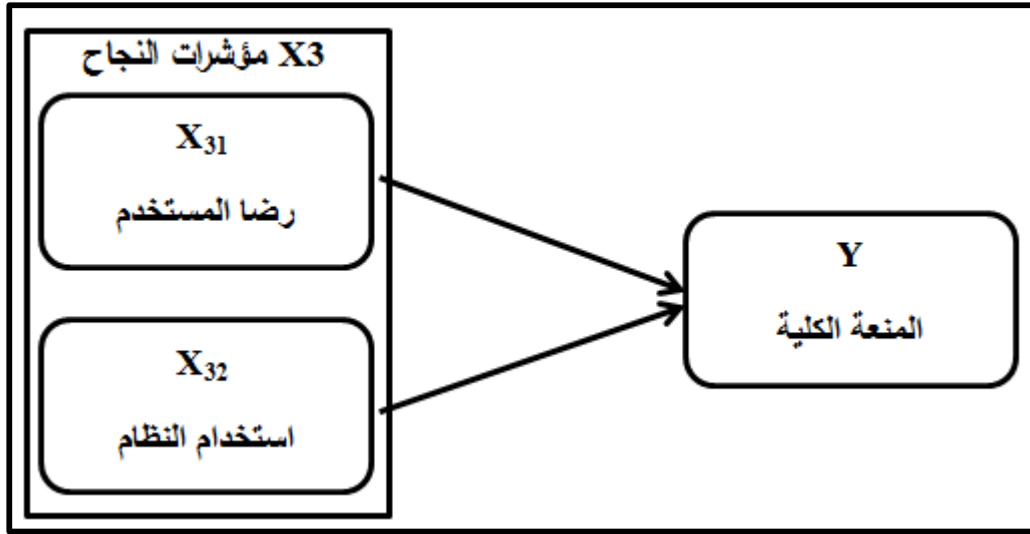 X3 مؤشرات النجاح
X31
رضا المستخدم
X32
استخدام النظام
Y
المنعة الكلية